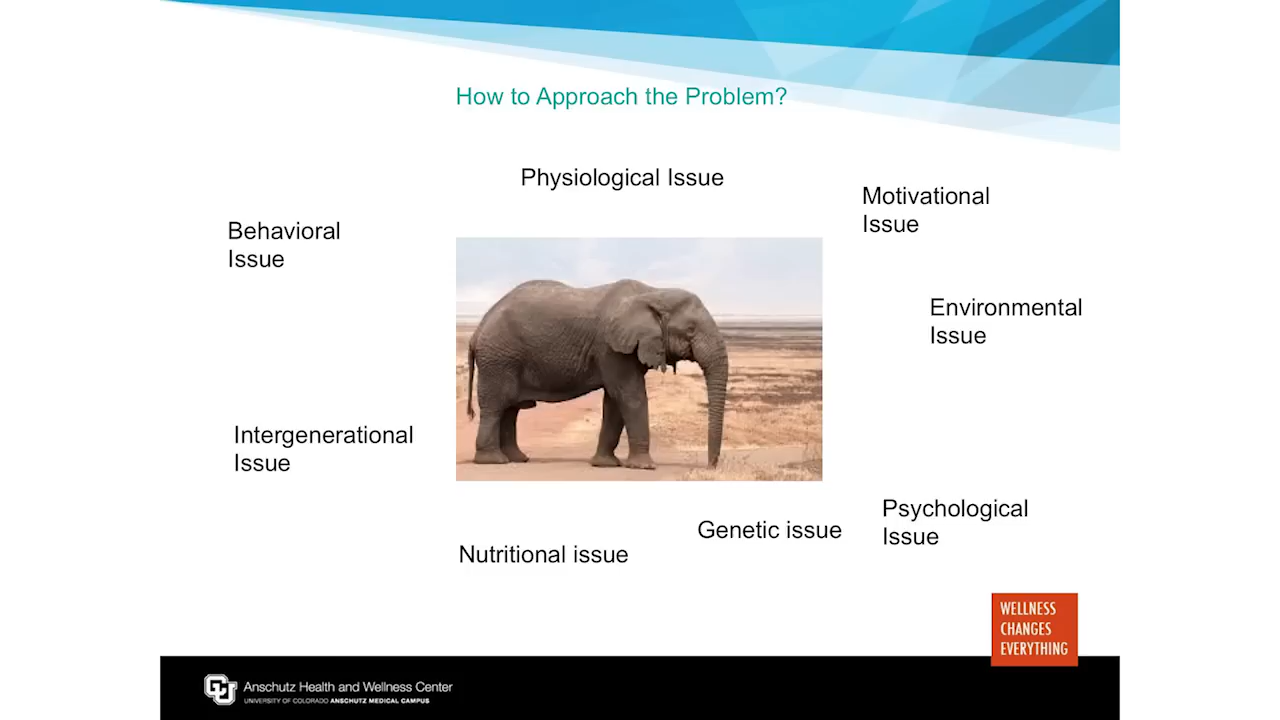 How to Approach the Problem?
Physiological Issue
Motivational
Issue
Behavioral
Issue
Environmental
Issue
Intergenerational
Issue
Psychological
Issue
Genetic issue
Nutritional issue
WELLNESS
CHANGES
EVERYTHING
CU
Anschutz Health and Wellness Center
UNIVERSITY OF COLORADO ANSCHUTZ MEDICAL CAMPUS